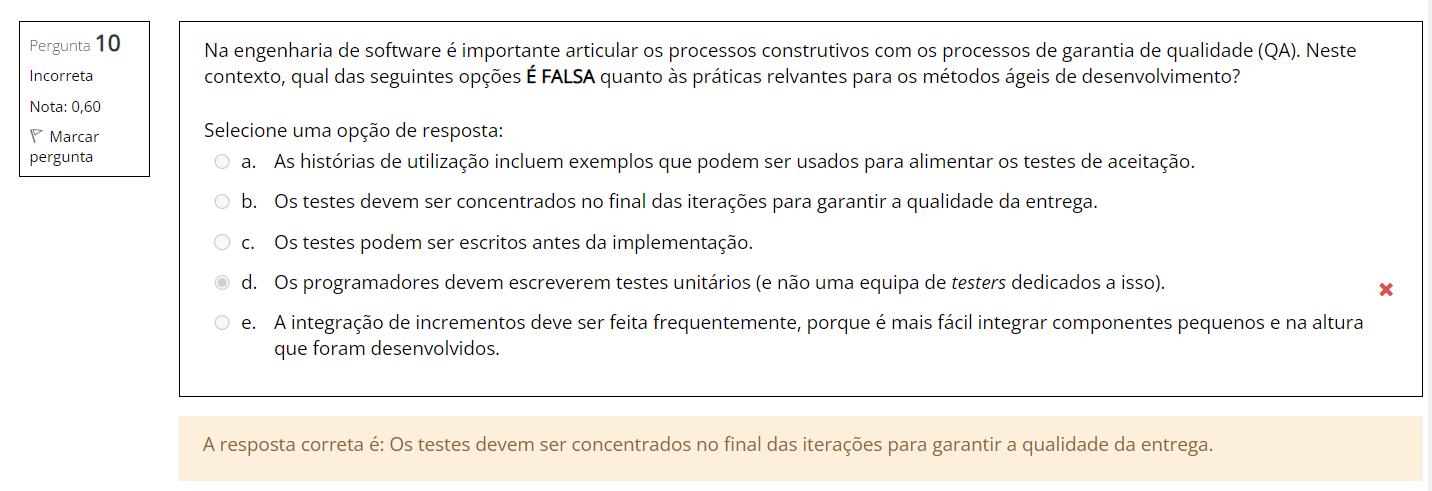 Pergunta 10
Incorreta
Nota: 0,60
Marcar
pergunta
Na engenharia de software é importante articular os processos construtivos com os processos de garantia de qualidade (QA). Neste
contexto, qual das seguintes opções É FALSA quanto às práticas relvantes para os métodos ágeis de desenvolvimento?
Selecione uma opção de resposta:
a. As histórias de utilização incluem exemplos que podem ser usados para alimentar os testes de aceitação.
b. Os testes devem ser concentrados no final das iterações para garantir a qualidade da entrega.
c. Os testes podem ser escritos antes da implementação.
d. Os programadores devem escreverem testes unitários (e não uma equipa de testers dedicados a isso).
e. A integração de incrementos deve ser feita frequentemente, porque é mais fácil integrar componentes pequenos e na altura
que foram desenvolvidos.
A resposta correta é: Os testes devem ser concentrados no final das iterações para garantir a qualidade da entrega.